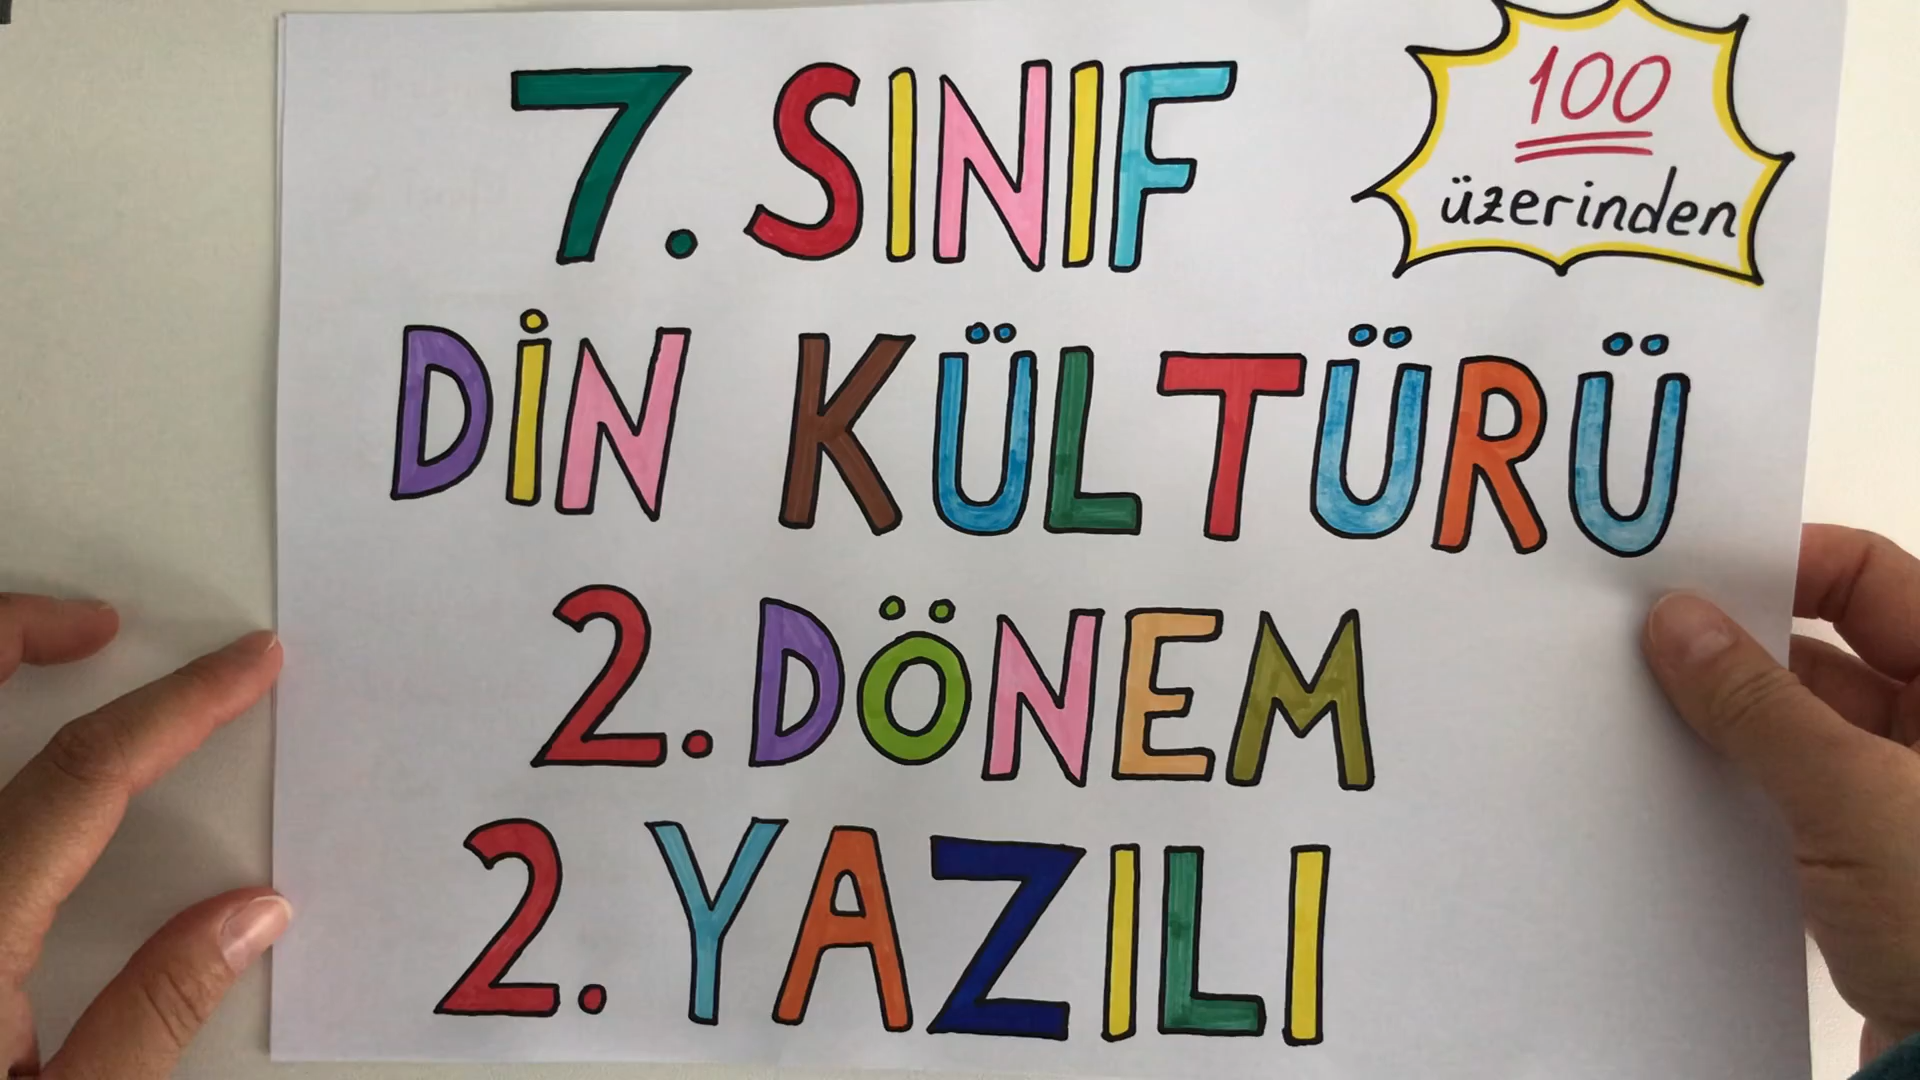 7. SINIF
100
üzerinden
DİN KÜLTÜRÜ
2. DÖNEM
2. YAZILI